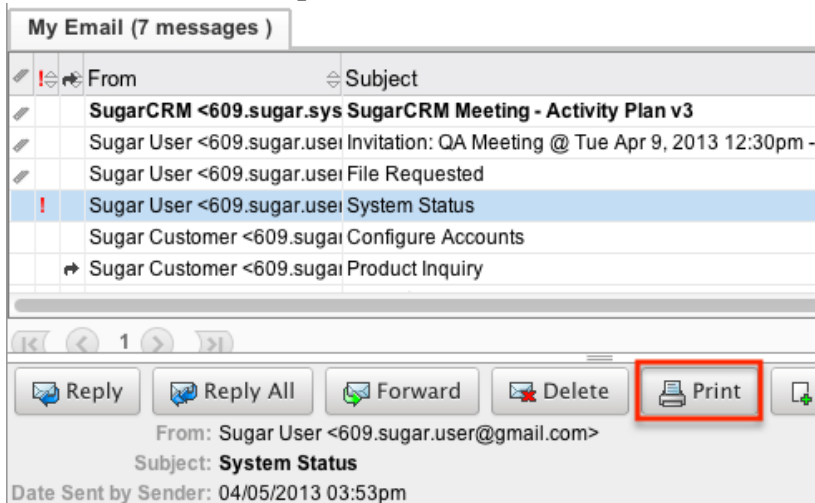 My Email (7 messages )
! From Subject
SugarCRM <609.sugar.sys SugarCRM Meeting - Activity Plan v3
Sugar User <609.sugar.user Invitation: QA Meeting @ Tue Apr 9, 2013 12:30pm -
Sugar User <609.sugar.user File Requested
! Sugar User <609.sugar.user System Status
Sugar Customer <609.sugar Configure Accounts
Sugar Customer <609.sugar Product Inquiry
1
Reply Reply All Forward Delete Print
From: Sugar User <609.sugar.user@gmail.com>
Subject: System Status
Date Sent by Sender: 04/05/2013 03:53pm